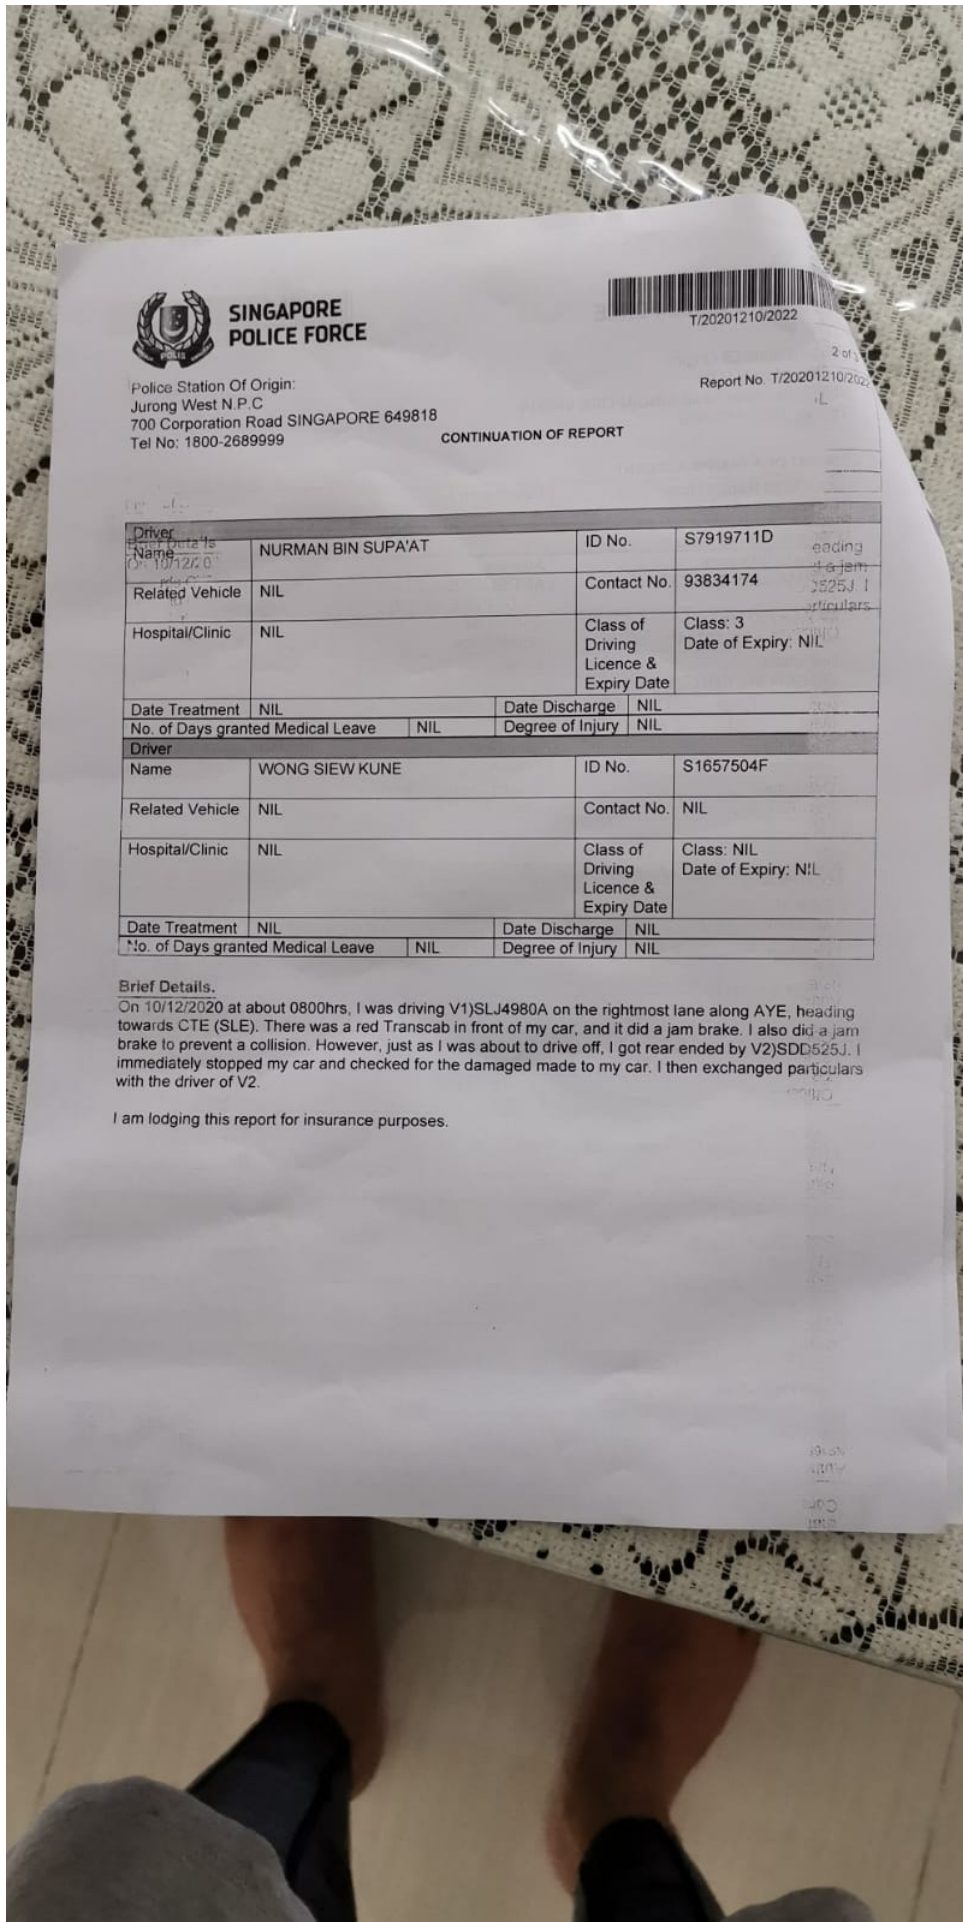 SINGAPORE
POLICE FORCE
T/20201210/2022
2 of
Report No. T/20201210/202
Police Station Of Origin:
Jurong West N.P.C
700 Corporation Road SINGAPORE 649818
Tel No: 1800-2689999
CONTINUATION OF REPORT
Driver
Name NURMAN BIN SUPA'AT ID No. S7919711D
Related Vehicle NIL Contact No. 93834174
Hospital/Clinic NIL Class of Class: 3
Driving Date of Expiry: NIL
Licence &
Expiry Date
Date Treatment NIL Date Discharge NIL
No. of Days granted Medical Leave NIL Degree of Injury NIL
Driver
Name WONG SIEW KUNE ID No. S1657504F
Related Vehicle NIL Contact No. NIL
Hospital/Clinic NIL Class of Class: NIL
Driving Date of Expiry: NIL
Licence &
Expiry Date
Date Treatment NIL Date Discharge NIL
No. of Days granted Medical Leave NIL Degree of Injury NIL
Brief Details.
On 10/12/2020 at about 0800hrs, I was driving V1)SLJ4980A on the rightmost lane along AYE, heading
towards CTE (SLE). There was a red Transcab in front of my car, and it did a jam brake. I also did a jam
brake to prevent a collision. However, just as I was about to drive off, I got rear ended by V2)SDD525J. I
immediately stopped my car and checked for the damaged made to my car. I then exchanged particulars
with the driver of V2.
I am lodging this report for insurance purposes.